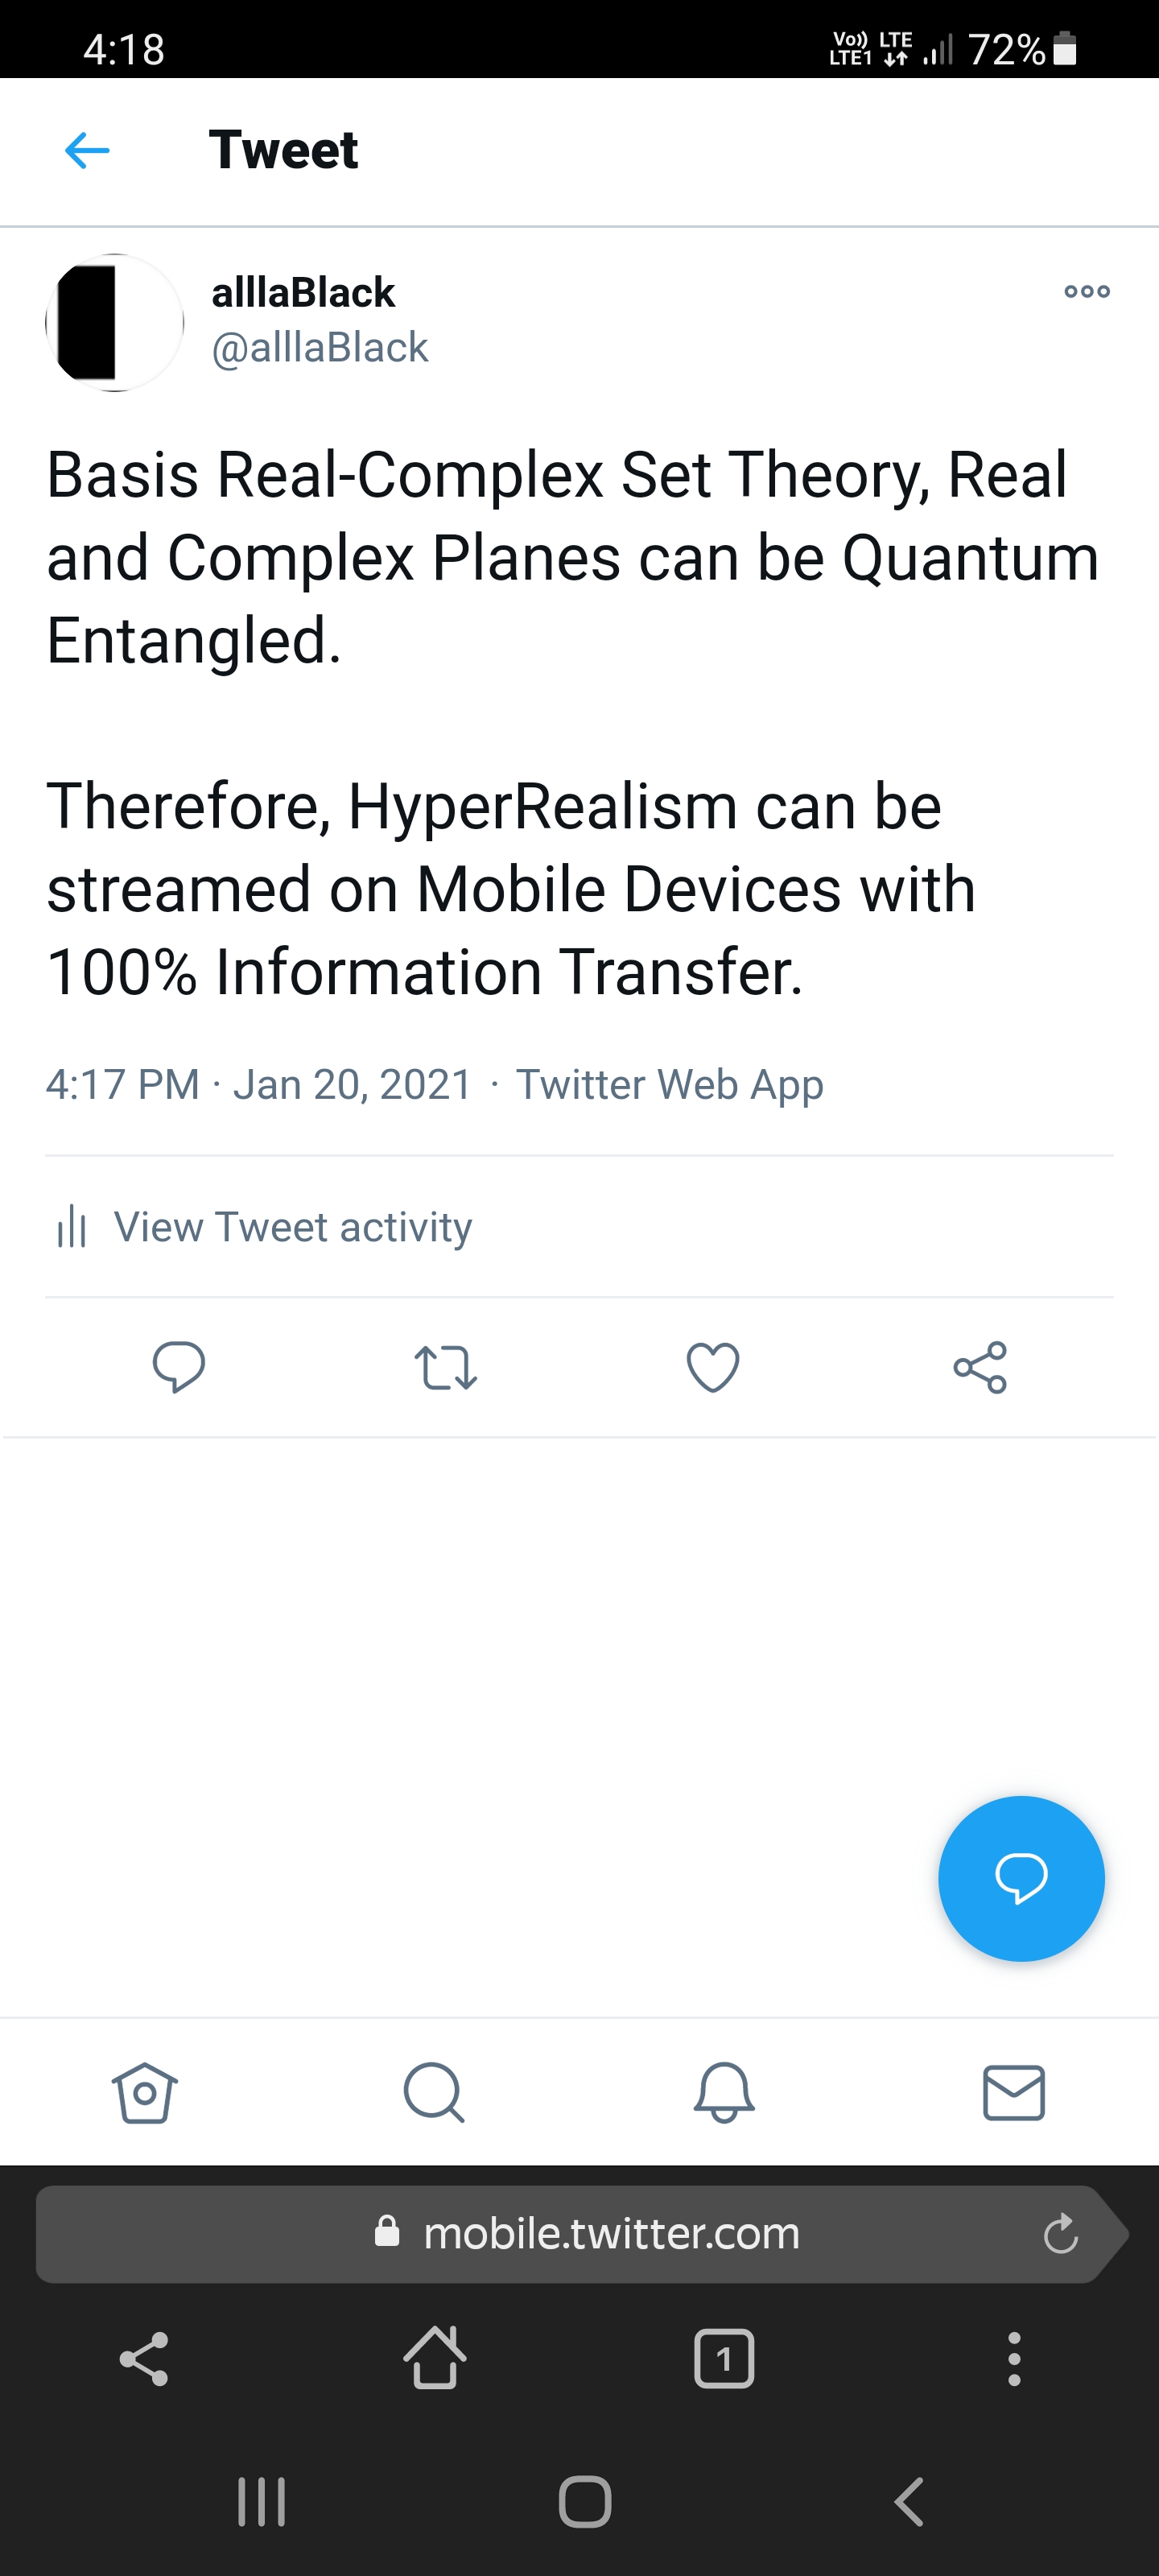 4:18
Vo)) LTE
LTE1
72%
Tweet
alllaBlack
@alllaBlack
Basis Real-Complex Set Theory, Real
and Complex Planes can be Quantum
Entangled.
Therefore, HyperRealism can be
streamed on Mobile Devices with
100% Information Transfer.
4:17 PM · Jan 20, 2021 · Twitter Web App
View Tweet activity
mobile.twitter.com
1